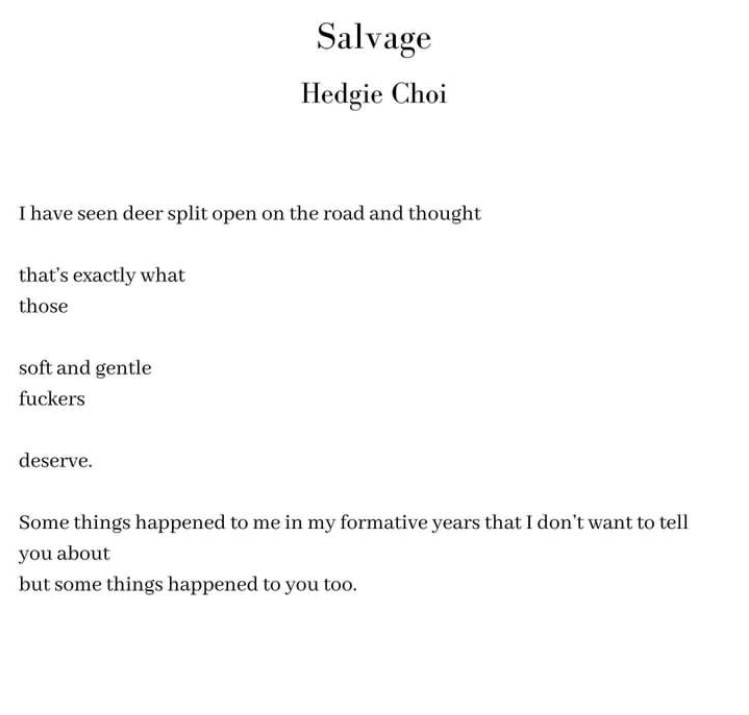 Salvage
Hedgie Choi
I have seen deer split open on the road and thought
that’s exactly what
those
soft and gentle
fuckers
deserve.
Some things happened to me in my formative years that I don’t want to tell
you about
but some things happened to you too.